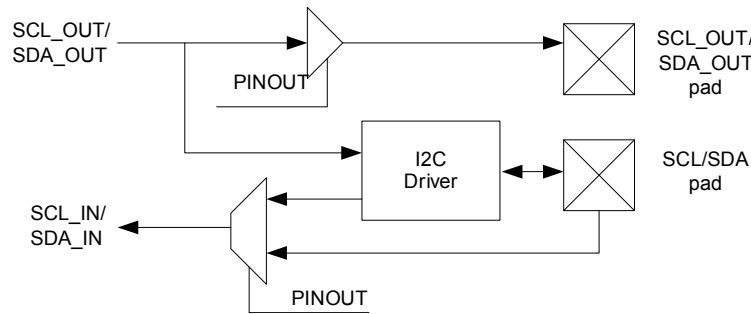 SCL_OUT/
SDA_OUT
PINOUT
SCL_OUT/
SDA_OUT
pad
I2C
Driver
SCL/SDA
pad
SCL_IN/
SDA_IN
PINOUT